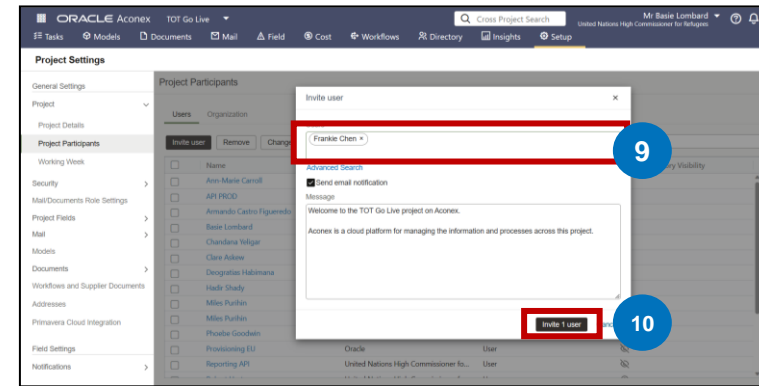 ORACLE Aconex TOT Go Live
Cross Project Search
Mr Basie Lombard
United Nations High Commissioner for Refugees
Tasks Models Documents Mail Field Cost Workflows Directory Insights Setup
Project Settings
General Settings
Project
Project Details
Project Participants
Working Week
Security
Mail/Documents Role Settings
Project Fields
Mail
Models
Documents
Workflows and Supplier Documents
Addresses
Primavera Cloud Integration
Field Settings
Notifications
Project Participants
Users Organization
Invite user Remove Change
Name
Visibility
Ann-Marie Carroll
API PROD
Armando Castro Figueredo
Basie Lombard
Chandana Yeligar
Clare Askew
Deogratias Habimana
Hadir Shady
Miles Purihin
Miles Purihin
Phoebe Goodwin
Provisioning EU Oracle User
Reporting API United Nations High Commissioner fo... User
Invite user ×
Frankie Chen ×
9
Advanced Search
Send email notification
Message
Welcome to the TOT Go Live project on Aconex.
Aconex is a cloud platform for managing the information and processes across this project.
Invite 1 user
10